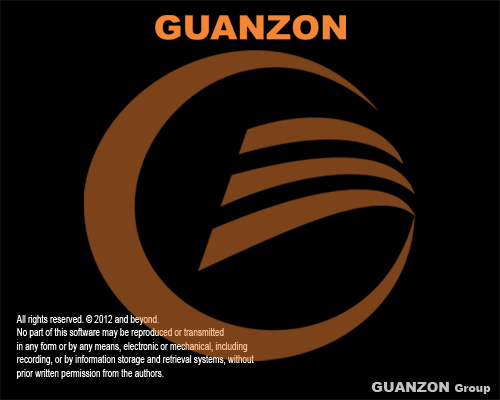 GUANZON
All rights reserved. © 2012 and beyond.
No part of this software may be reproduced or transmitted
in any form or by any means, electronic or mechanical, including
recording, or by information storage and retrieval systems, without
prior written permission from the authors.
GUANZON Group